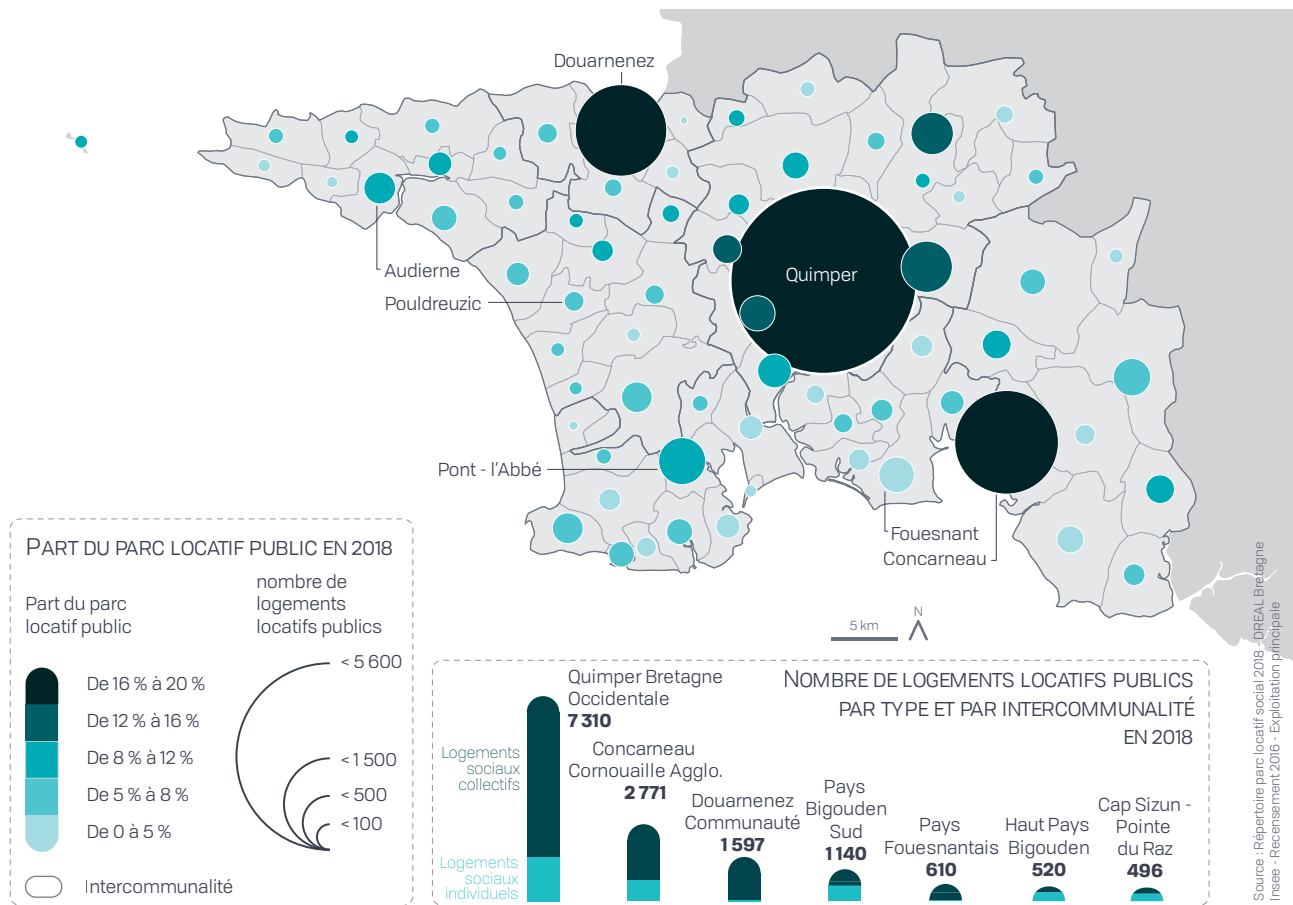 Douarnenez
Quimper
Audierne
Pouldreuzic
Pont - l'Abbé
Fouesnant
Concarneau
5 km
N
PART DU PARC LOCATIF PUBLIC EN 2018
Part du parc
locatif public
De 16 % à 20 %
De 12 % à 16 %
De 8 % à 12 %
De 5 % à 8 %
De 0 à 5 %
Intercommunalité
nombre de
logements
locatifs publics
< 5 600
< 1 500
< 500
< 100
NOMBRE DE LOGEMENTS LOCATIFS PUBLICS
PAR TYPE ET PAR INTERCOMMUNALITÉ
EN 2018
Logements
sociaux
collectifs
Logements
sociaux
individuels
Quimper Bretagne
Occidentale
7 310
Concarneau
Cornouaille Agglo.
2 771
Douarnenez
Communauté
1 597
Pays
Bigouden
Sud
1 140
Pays
Fouesnantais
610
Haut Pays
Bigouden
520
Cap Sizun -
Pointe
du Raz
496
Source : Répertoire parc locatif social 2018 - DREAL Bretagne
Insee - Recensement 2016 - Exploitation principale